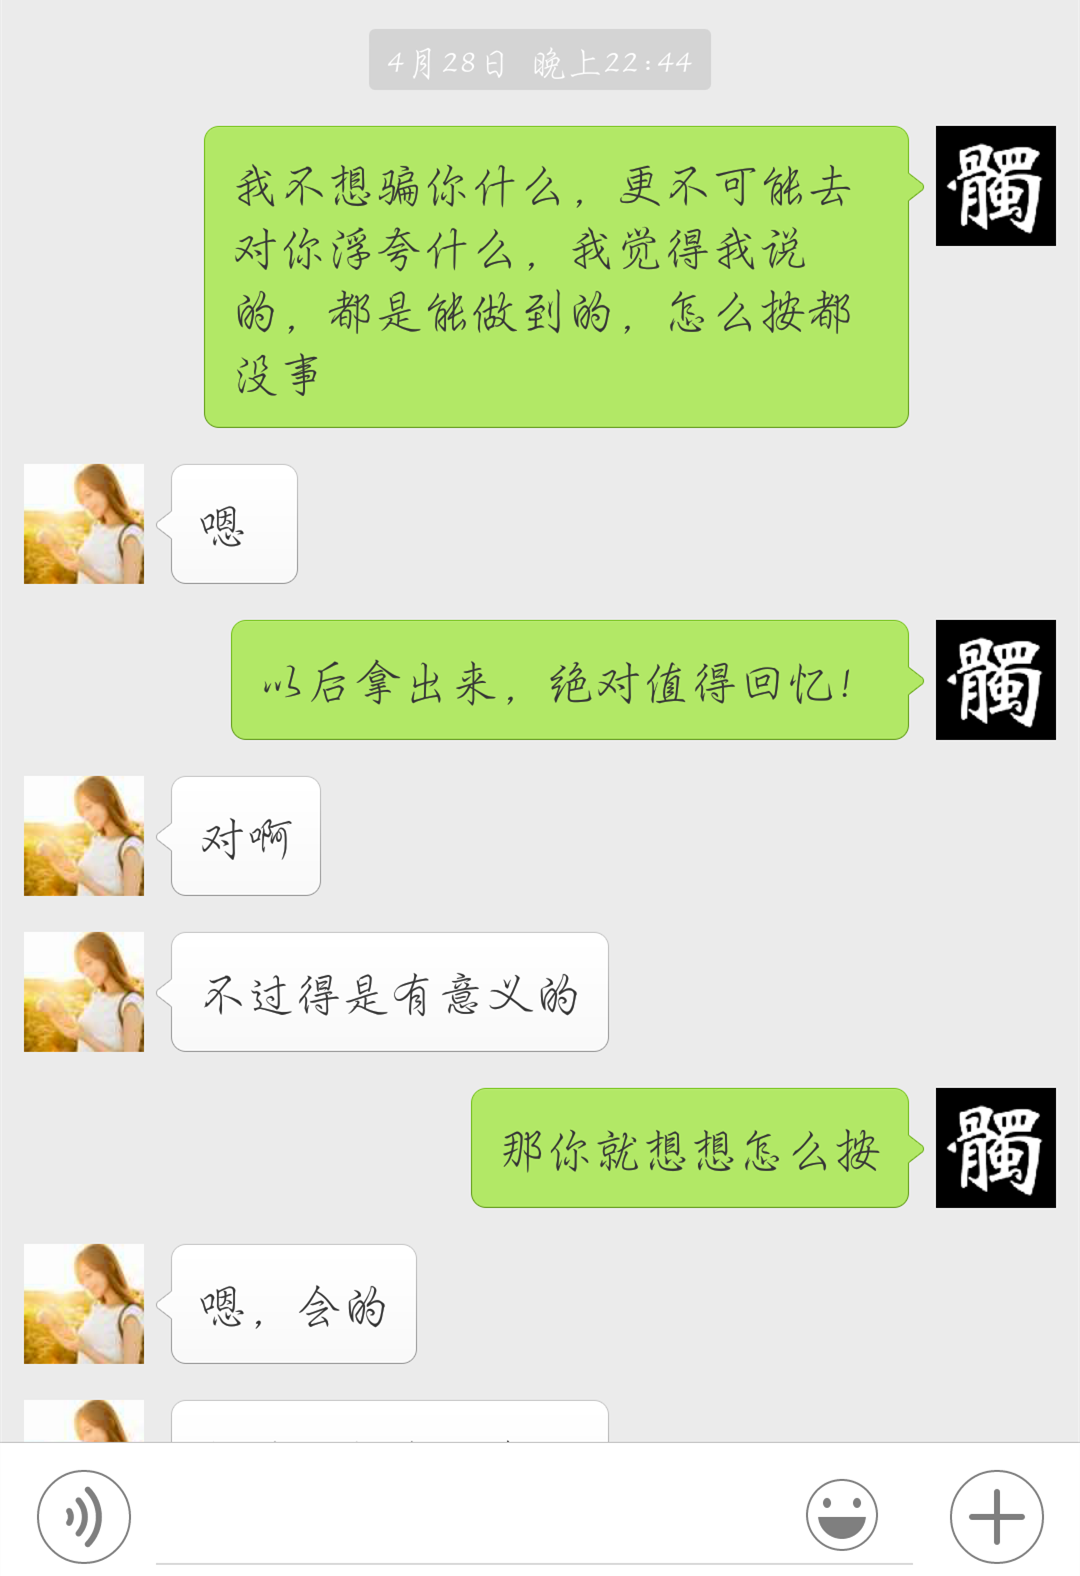 4月28日 晚上22:44
我不想骗你什么，更不可能去
对你浮夸什么，我觉得我说
的，都是能做到的，怎么按都
没事
髑
嗯
以后拿出来，绝对值得回忆！
髑
对啊
不过得是有意义的
那你就想想怎么按
髑
嗯，会的